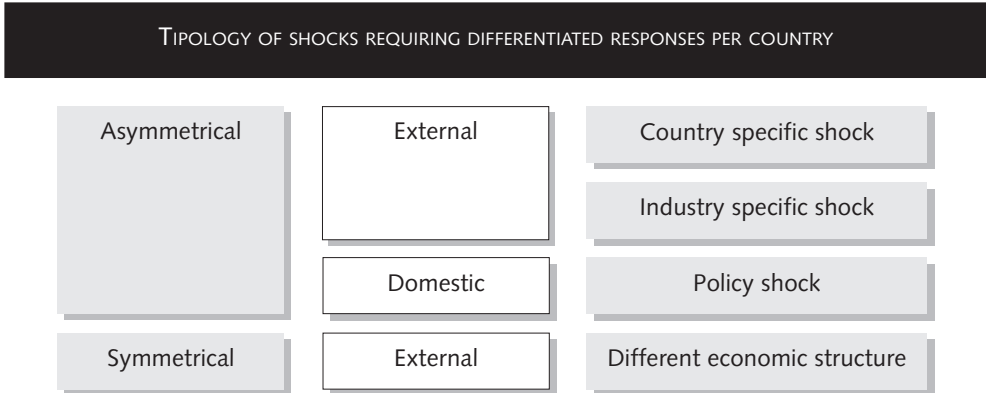 TIPOLOGY OF SHOCKS REQUIRING DIFFERENTIATED RESPONSES PER COUNTRY
Asymmetrical
External
Country specific shock
Industry specific shock
Domestic
Policy shock
Symmetrical
External
Different economic structure